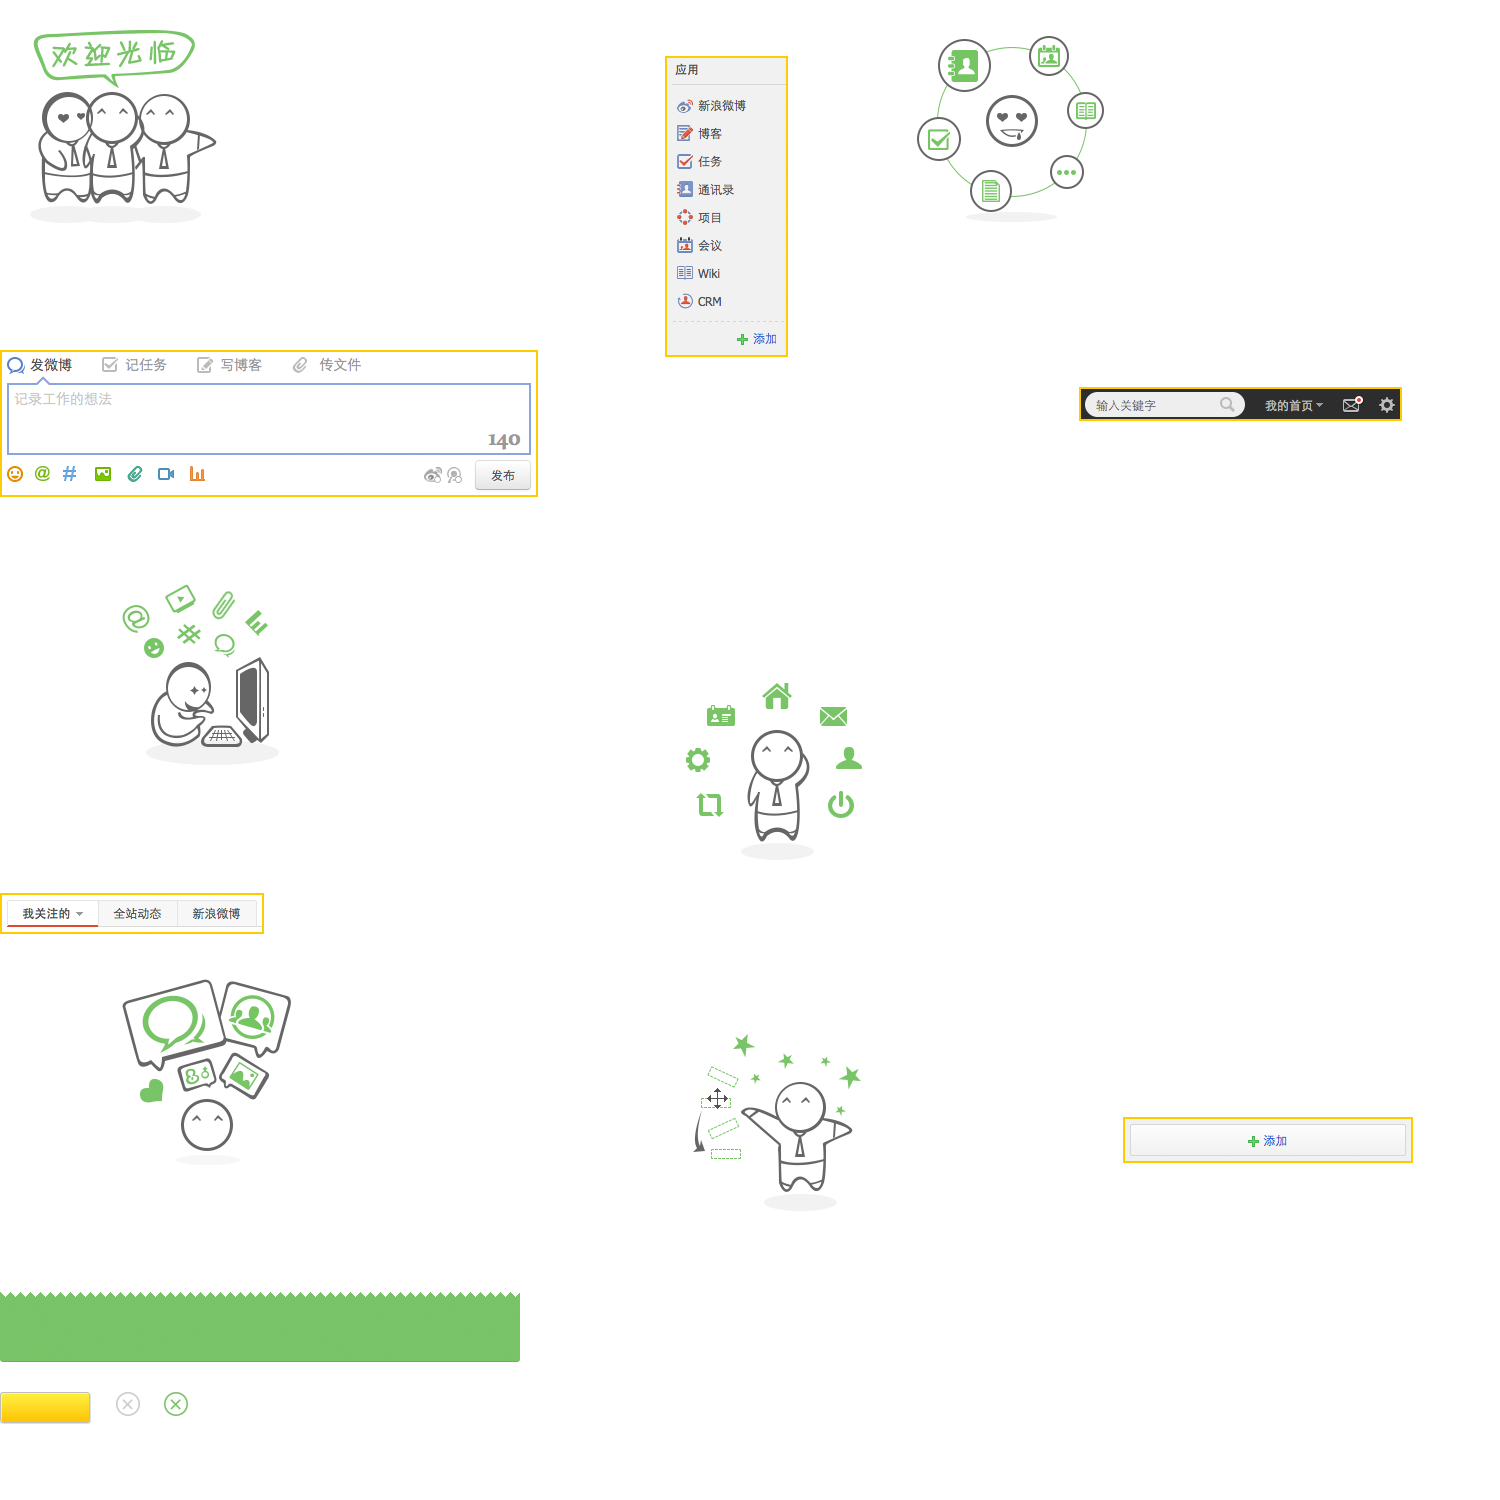 欢迎光临
应用
新浪微博
博客
任务
通讯录
项目
会议
Wiki
CRM
添加
发微博 记任务 写博客 传文件
记录工作的想法
140
@ #
发布
输入关键字 我的首页
我关注的 全站动态 新浪微博
添加